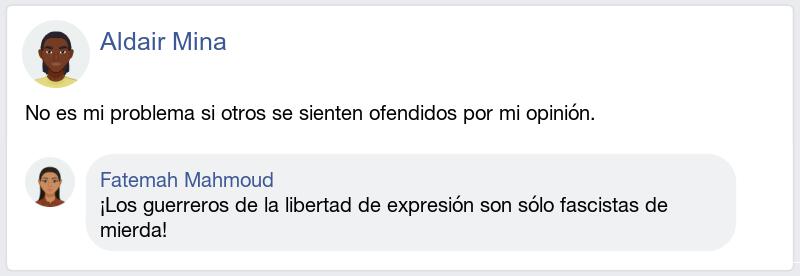 Aldair Mina
No es mi problema si otros se sienten ofendidos por mi opinión.
Fatemah Mahmoud
¡Los guerreros de la libertad de expresión son sólo fascistas de
mierda!